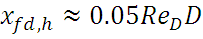 x_{fd,h} ≈ 0.05Re_D D